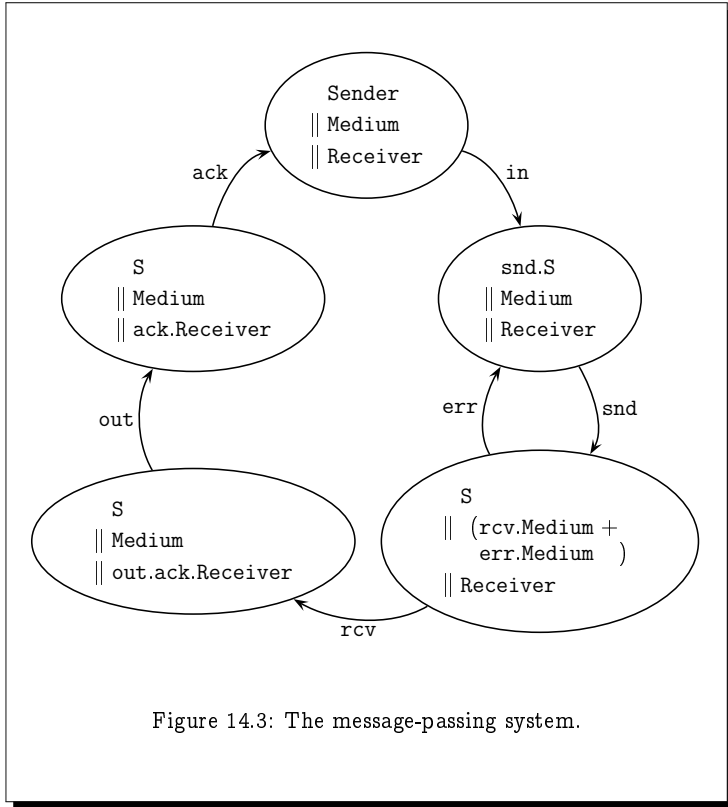 Sender
|| Medium
|| Receiver
ack
in
S
|| Medium
|| ack.Receiver
snd.S
|| Medium
|| Receiver
out
err
snd
S
|| Medium
|| out.ack.Receiver
S
|| (rcv.Medium +
err.Medium )
|| Receiver
rcv
Figure 14.3: The message-passing system.